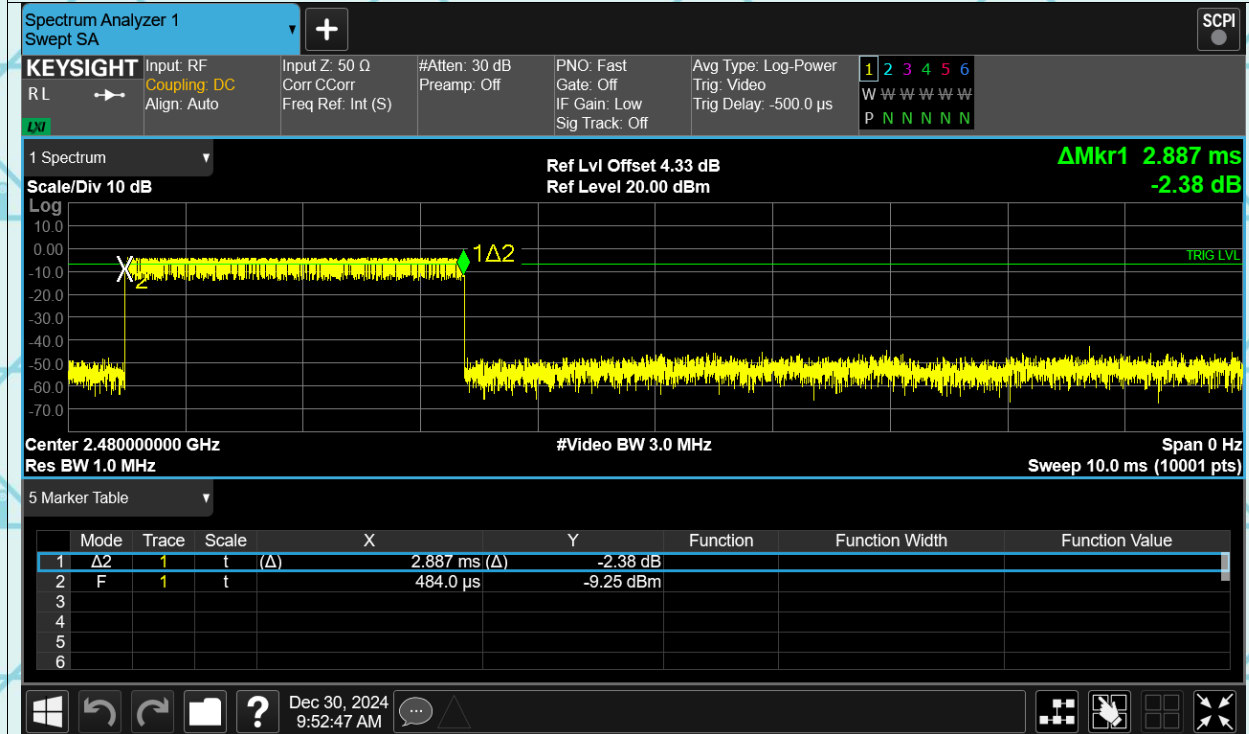 Spectrum Analyzer 1
Swept SA
+
SCPI
KEYSIGHT
R L
LXI
Input: RF
Coupling: DC
Align: Auto
Input Z: 50 Ω
Corr CCorr
Freq Ref: Int (S)
#Atten: 30 dB
Preamp: Off
PNO: Fast
Gate: Off
IF Gain: Low
Sig Track: Off
Avg Type: Log-Power
Trig: Video
Trig Delay: -500.0 µs
1 2 3 4 5 6
W W W W W W
P N N N N N
1 Spectrum
Ref Lvl Offset 4.33 dB
ΔMkr1 2.887 ms
Scale/Div 10 dB
Ref Level 20.00 dBm
-2.38 dB
Log
10.0
0.00
-10.0
-20.0
-30.0
-40.0
-50.0
-60.0
-70.0
1Δ2
2
TRIG LVL
Center 2.480000000 GHz
#Video BW 3.0 MHz
Span 0 Hz
Res BW 1.0 MHz
Sweep 10.0 ms (10001 pts)
5 Marker Table
Mode Trace Scale X Y Function Function Width Function Value
1 Δ2 1 t (Δ) 2.887 ms (Δ) -2.38 dB
2 F 1 t 484.0 µs -9.25 dBm
3
4
5
6
?
Dec 30, 2024
9:52:47 AM